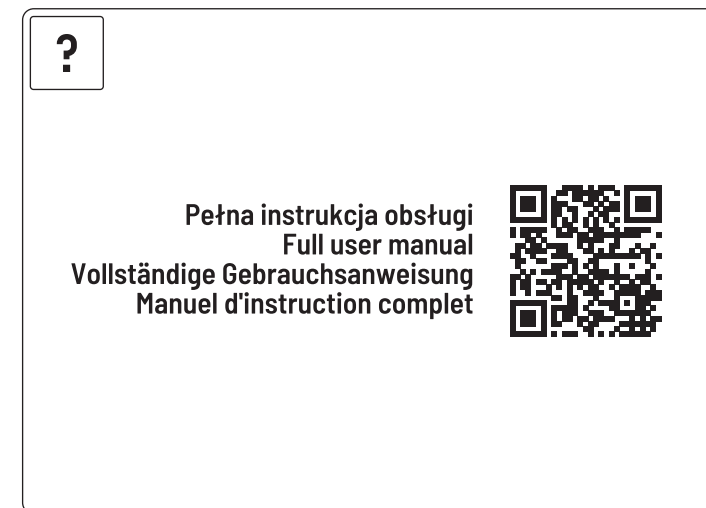 ?
Pełna instrukcja obsługi
Full user manual
Vollständige Gebrauchsanweisung
Manuel d'instruction complet